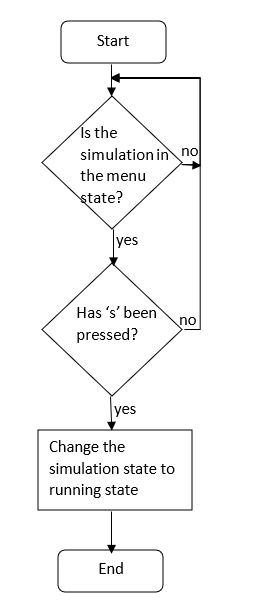 Start
Is the
simulation in
the menu
state?
no
yes
Has ‘s’ been
pressed?
no
yes
Change the
simulation state to
running state
End